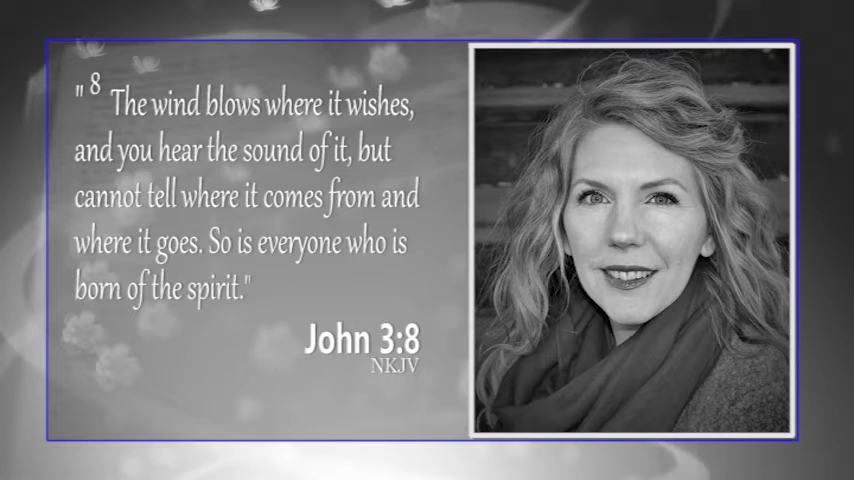 " 8 The wind blows where it wishes,
and you hear the sound of it, but
cannot tell where it comes from and
where it goes. So is everyone who is
born of the spirit."
John 3:8
NKJV